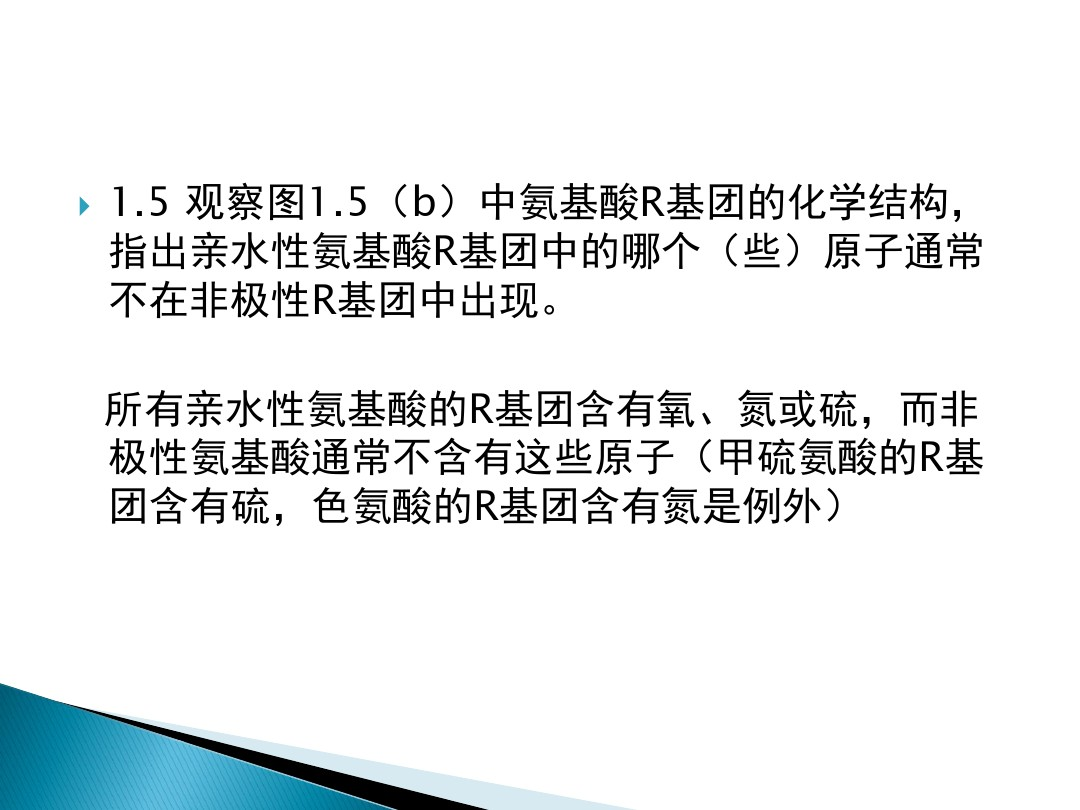 1.5 观察图1.5（b）中氨基酸R基团的化学结构，
指出亲水性氨基酸R基团中的哪个（些）原子通常
不在非极性R基团中出现。
所有亲水性氨基酸的R基团含有氧、氮或硫，而非
极性氨基酸通常不含有这些原子（甲硫氨酸的R基
团含有硫，色氨酸的R基团含有氮是例外）